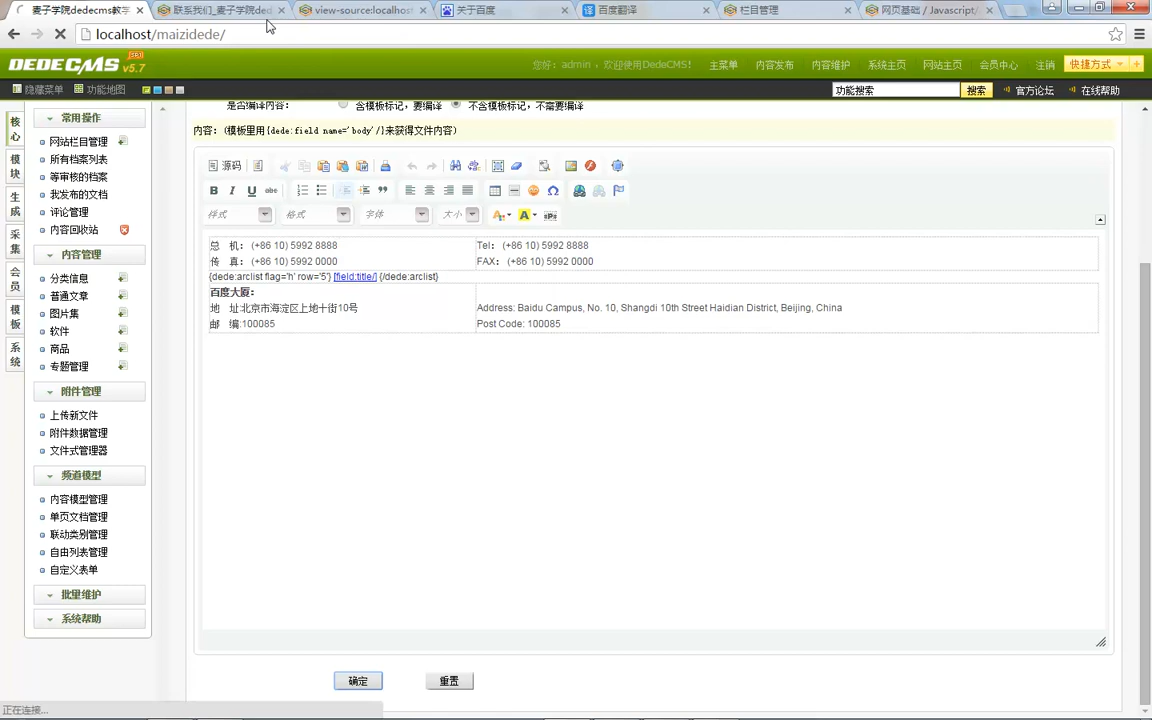 麦子学院dedecms教学
联系我们_麦子学院ded
view-source:localhost
关于百度
百度翻译
栏目管理
网页基础 / Javascript/
localhost/maizidede/
DEDECMS v5.7
您好：admin ，欢迎使用DedeCMS！
主菜单
内容发布
内容维护
系统主页
网站主页
会员中心
注销
快捷方式
隐藏菜单
功能地图
功能搜索
搜索
官方论坛
在线帮助
核心
模块
生成
采集
会员
模板
系统
常用操作
网站栏目管理
所有档案列表
等审核的档案
我发布的文档
评论管理
内容回收站
内容管理
分类信息
普通文章
图片集
软件
商品
专题管理
附件管理
上传新文件
附件数据管理
文件式管理器
频道模型
内容模型管理
单页文档管理
联动类别管理
自由列表管理
自定义表单
批量维护
系统帮助
是否编译内容：
含模板标记，要编译
不含模板标记，不需要编译
内容：(模板里用{dede:field name='body'/}来获得文件内容)
源码
样式
格式
字体
大小
总 机：(+86 10) 5992 8888
Tel：(+86 10) 5992 8888
传 真：(+86 10) 5992 0000
FAX：(+86 10) 5992 0000
{dede:arclist flag='h' row='5'} [field:title/] {/dede:arclist}
百度大厦：
地 址:北京市海淀区上地十街10号
Address: Baidu Campus, No. 10, Shangdi 10th Street Haidian District, Beijing, China
邮 编:100085
Post Code: 100085
确定
重置
正在连接...